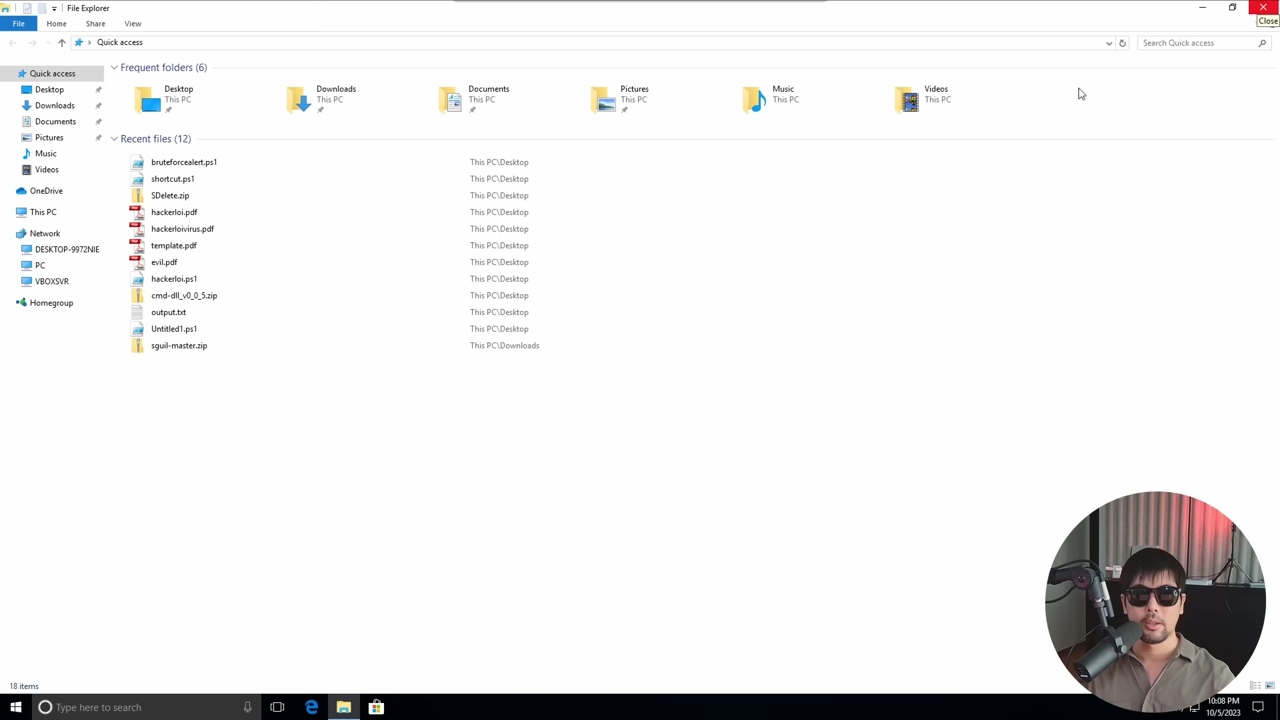 File Explorer
Close
File Home Share View
Quick access
Search Quick access
Quick access
Desktop
Downloads
Documents
Pictures
Music
Videos
OneDrive
This PC
Network
DESKTOP-9972NIE
PC
VBOXSVR
Homegroup
Frequent folders (6)
Desktop
This PC
Downloads
This PC
Documents
This PC
Pictures
This PC
Music
This PC
Videos
This PC
Recent files (12)
bruteforcealert.ps1 This PC\Desktop
shortcut.ps1 This PC\Desktop
SDelete.zip This PC\Desktop
hackerloi.pdf This PC\Desktop
hackerloivirus.pdf This PC\Desktop
template.pdf This PC\Desktop
evil.pdf This PC\Desktop
hackerloi.ps1 This PC\Desktop
cmd-dll_v0_0_5.zip This PC\Desktop
output.txt This PC\Desktop
Untitled1.ps1 This PC\Desktop
sguil-master.zip This PC\Downloads
18 items
Type here to search
10:08 PM
10/5/2023